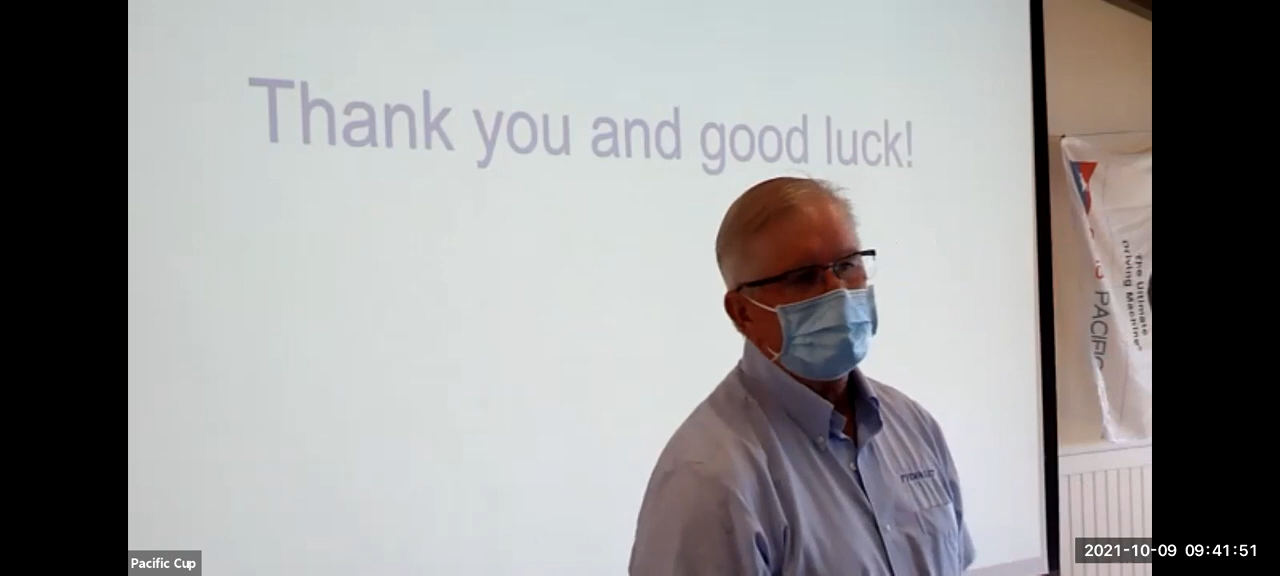 Thank you and good luck!
The Ultimate
Driving Machine®
PACIFIC
Pacific Cup
2021-10-09 09:41:51